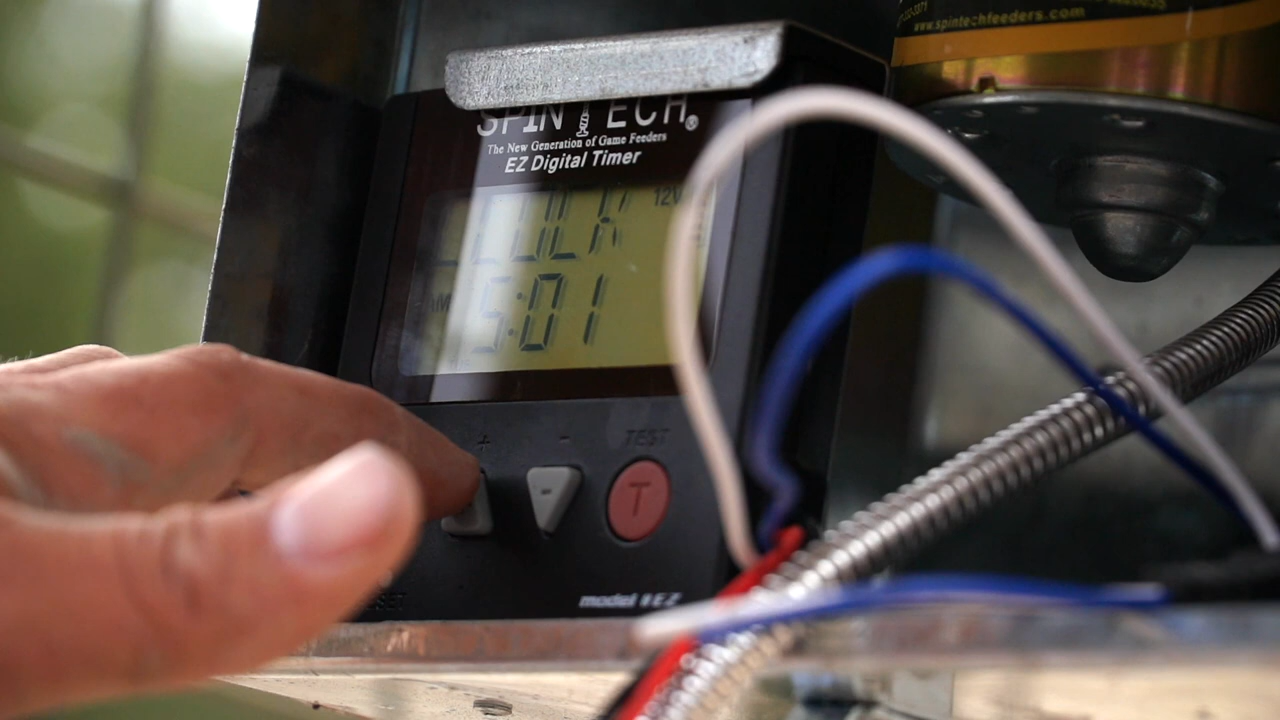 www.spintechfeeders.com
SPIN TECH®
The New Generation of Game Feeders
EZ Digital Timer
12V
AM
5:01
+ - TEST
- T
model #EZ